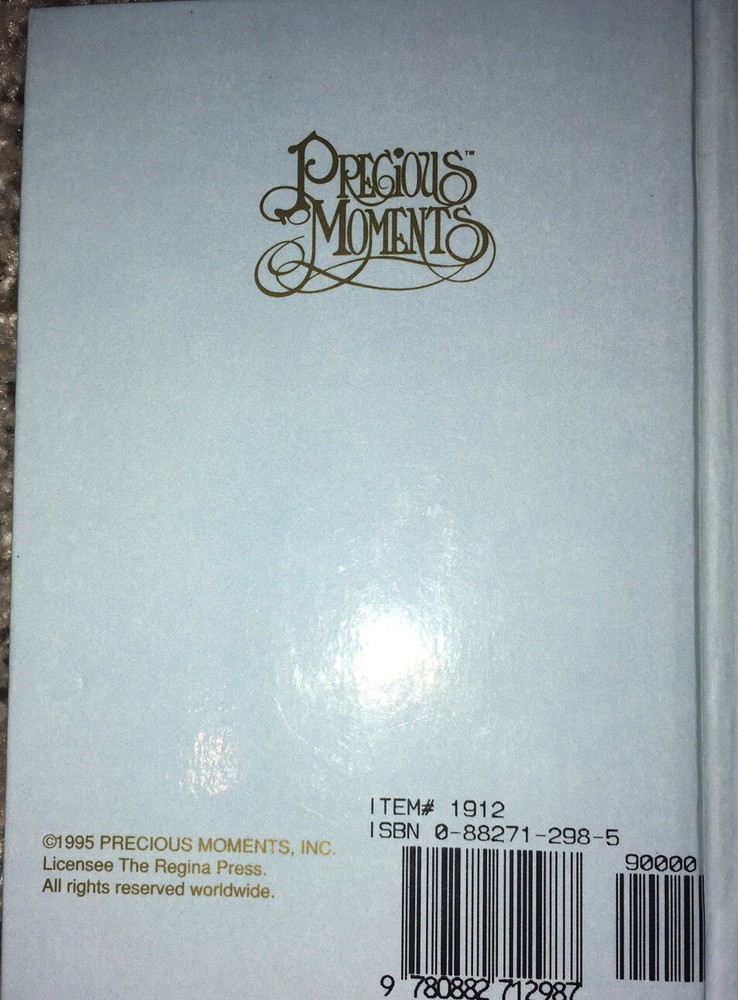 PRECiOUS™
MOMENTS
ITEM# 1912
ISBN 0-88271-298-5
90000
©1995 PRECIOUS MOMENTS, INC.
Licensee The Regina Press.
All rights reserved worldwide.
9 780882 712987